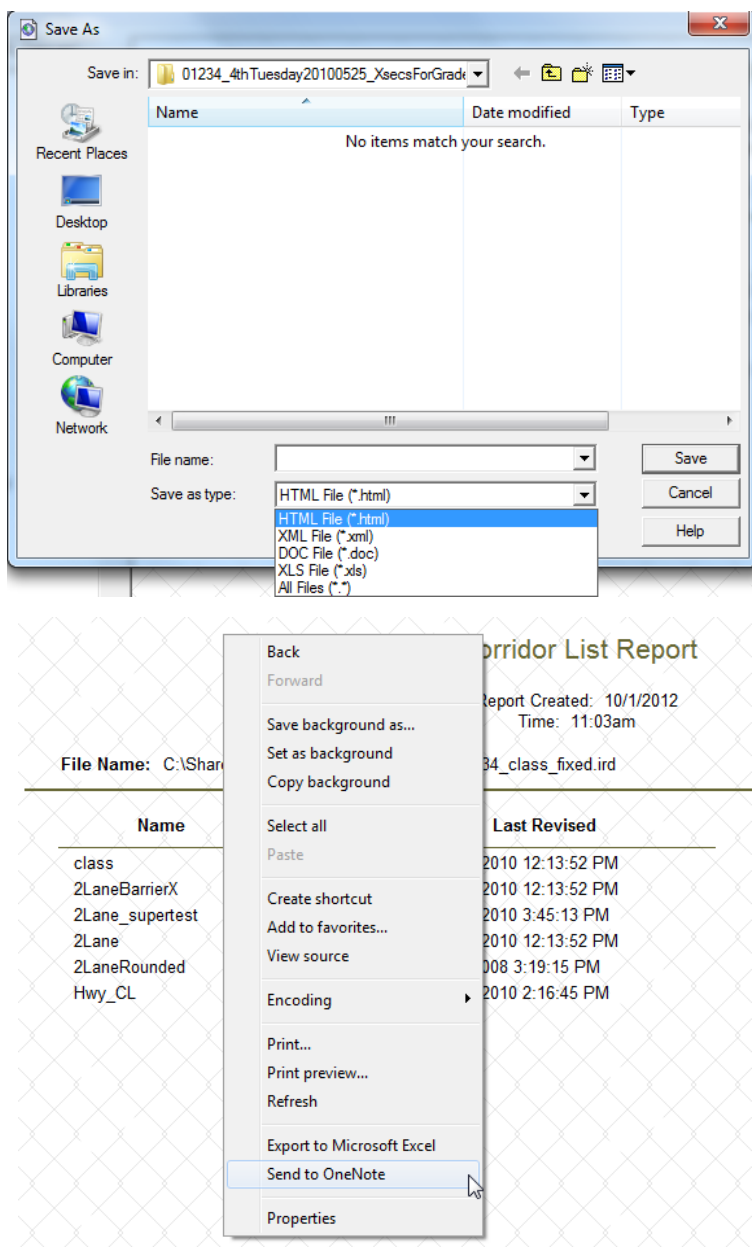 Save As
Save in: 01234_4thTuesday20100525_XsecsForGrade
Name Date modified Type
No items match your search.
Recent Places
Desktop
Libraries
Computer
Network
File name:
Save
Save as type: HTML File (*.html)
Cancel
HTML File (*.html)
XML File (*.xml)
Help
DOC File (*.doc)
XLS File (*.xls)
All Files (*.*)
orridor List Report
Report Created: 10/1/2012
Time: 11:03am
File Name: C:\Shar 34_class_fixed.ird
Name Last Revised
class 2010 12:13:52 PM
2LaneBarrierX 2010 12:13:52 PM
2Lane_supertest 2010 3:45:13 PM
2Lane 2010 12:13:52 PM
2LaneRounded 008 3:19:15 PM
Hwy_CL 2010 2:16:45 PM
Back
Forward
Save background as...
Set as background
Copy background
Select all
Paste
Create shortcut
Add to favorites...
View source
Encoding
Print...
Print preview...
Refresh
Export to Microsoft Excel
Send to OneNote
Properties